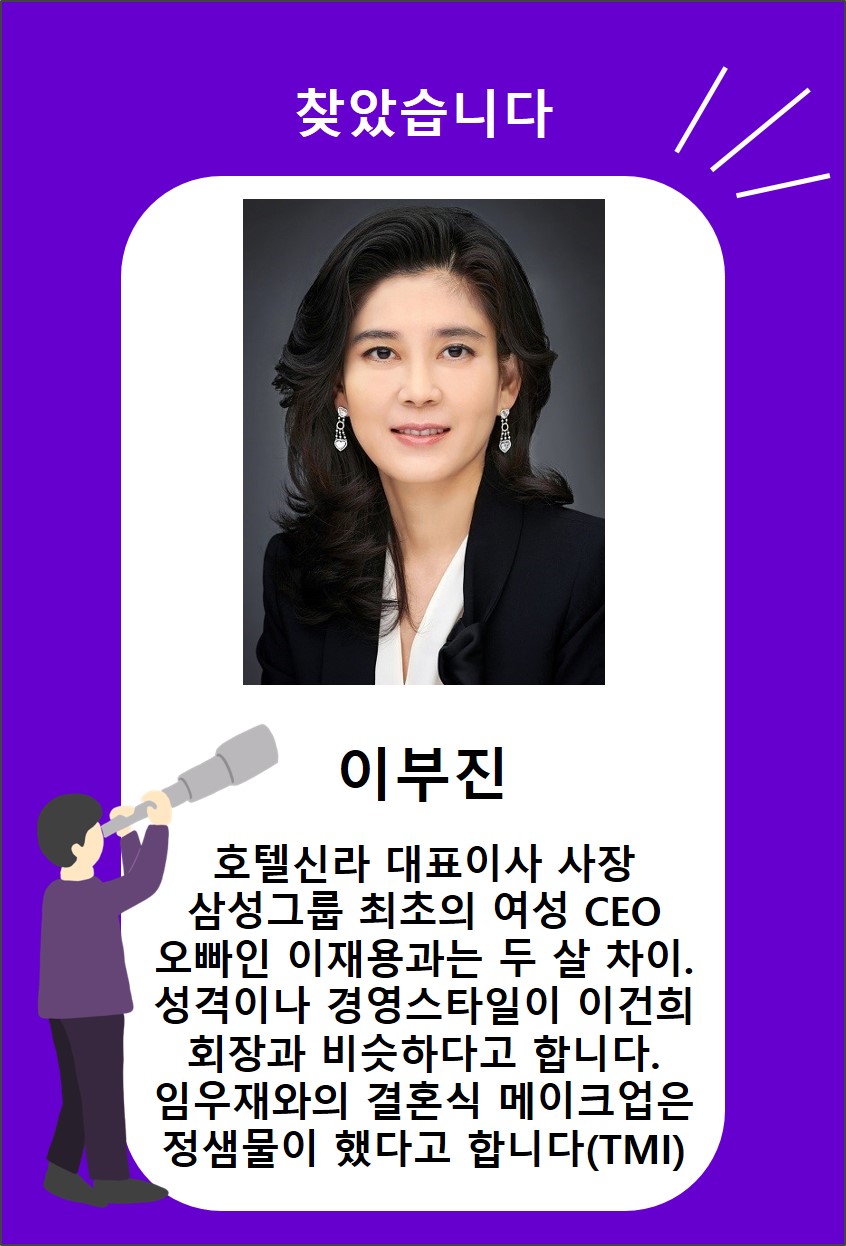 찾았습니다
이부진
호텔신라 대표이사 사장
삼성그룹 최초의 여성 CEO
오빠인 이재용과는 두 살 차이.
성격이나 경영스타일이 이건희
회장과 비슷하다고 합니다.
임우재와의 결혼식 메이크업은
정샘물이 했다고 합니다(TMI)